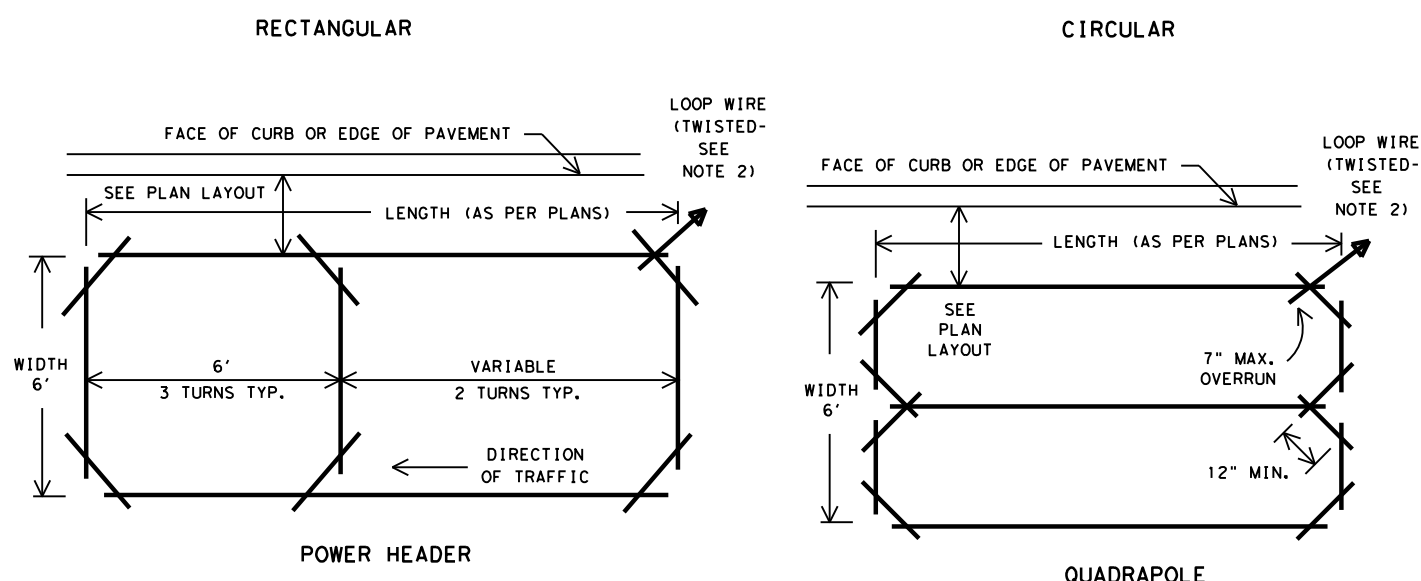 RECTANGULAR
LOOP WIRE
(TWISTED-
SEE
NOTE 2)
FACE OF CURB OR EDGE OF PAVEMENT
SEE PLAN LAYOUT
LENGTH (AS PER PLANS)
WIDTH
6'
6'
3 TURNS TYP.
VARIABLE
2 TURNS TYP.
DIRECTION
OF TRAFFIC
POWER HEADER
CIRCULAR
LOOP WIRE
(TWISTED-
SEE
NOTE 2)
FACE OF CURB OR EDGE OF PAVEMENT
LENGTH (AS PER PLANS)
SEE
PLAN
LAYOUT
7" MAX.
OVERRUN
WIDTH
6'
12" MIN.
QUADRAPOLE